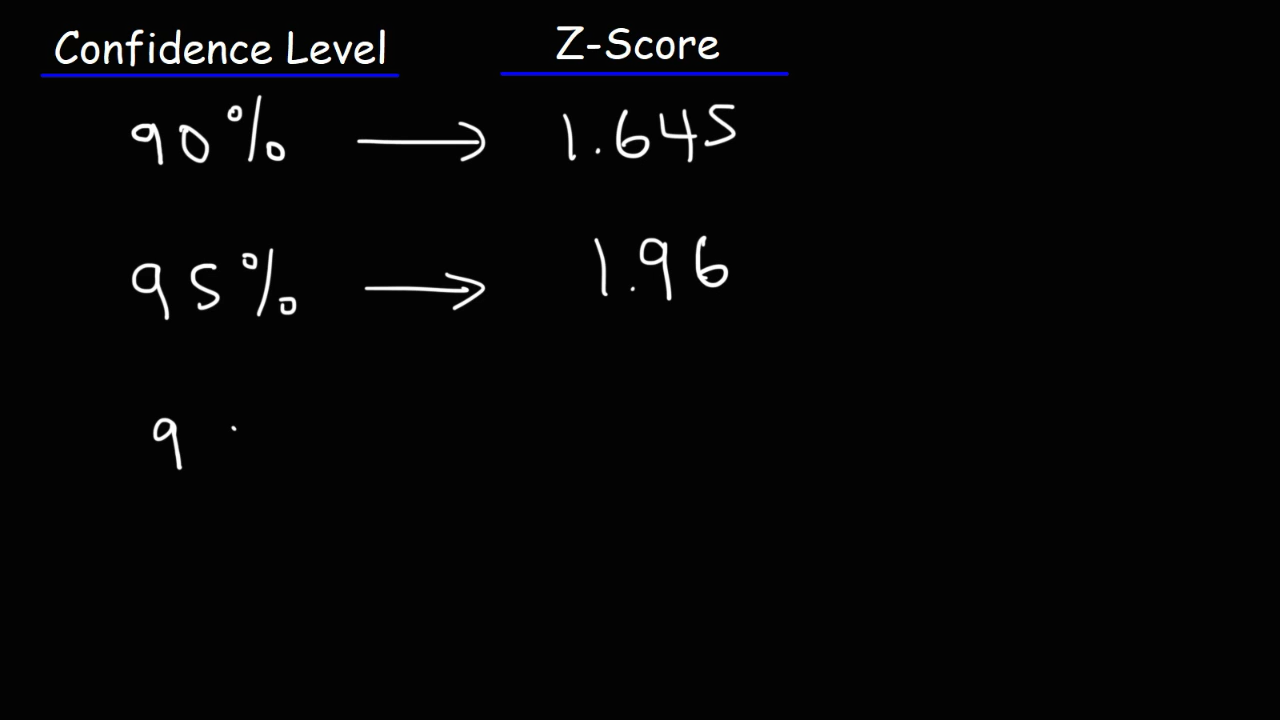 Confidence Level Z-Score
90% → 1.645
95% → 1.96
9